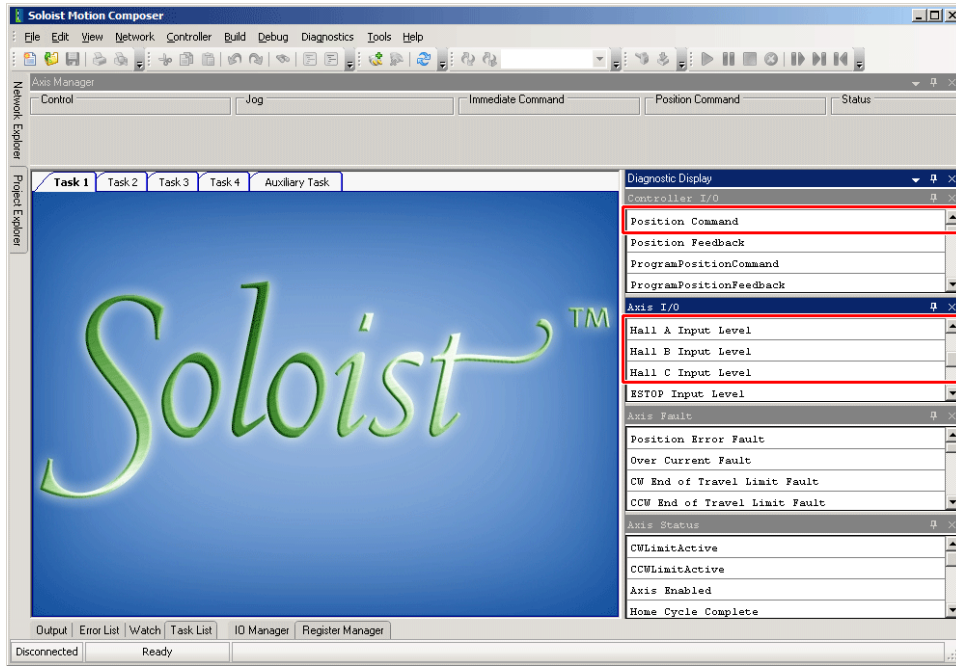 Soloist Motion Composer
File Edit View Network Controller Build Debug Diagnostics Tools Help
Axis Manager
Control
Jog
Immediate Command
Position Command
Status
Network Explorer
Project Explorer
Task 1
Task 2
Task 3
Task 4
Auxiliary Task
Soloist TM
Diagnostic Display
Controller I/O
Position Command
Position Feedback
ProgramPositionCommand
ProgramPositionFeedback
Axis I/O
Hall A Input Level
Hall B Input Level
Hall C Input Level
ESTOP Input Level
Axis Fault
Position Error Fault
Over Current Fault
CW End of Travel Limit Fault
CCW End of Travel Limit Fault
Axis Status
CWLimitActive
CCWLimitActive
Axis Enabled
Home Cycle Complete
Output Error List Watch Task List IO Manager Register Manager
Disconnected Ready